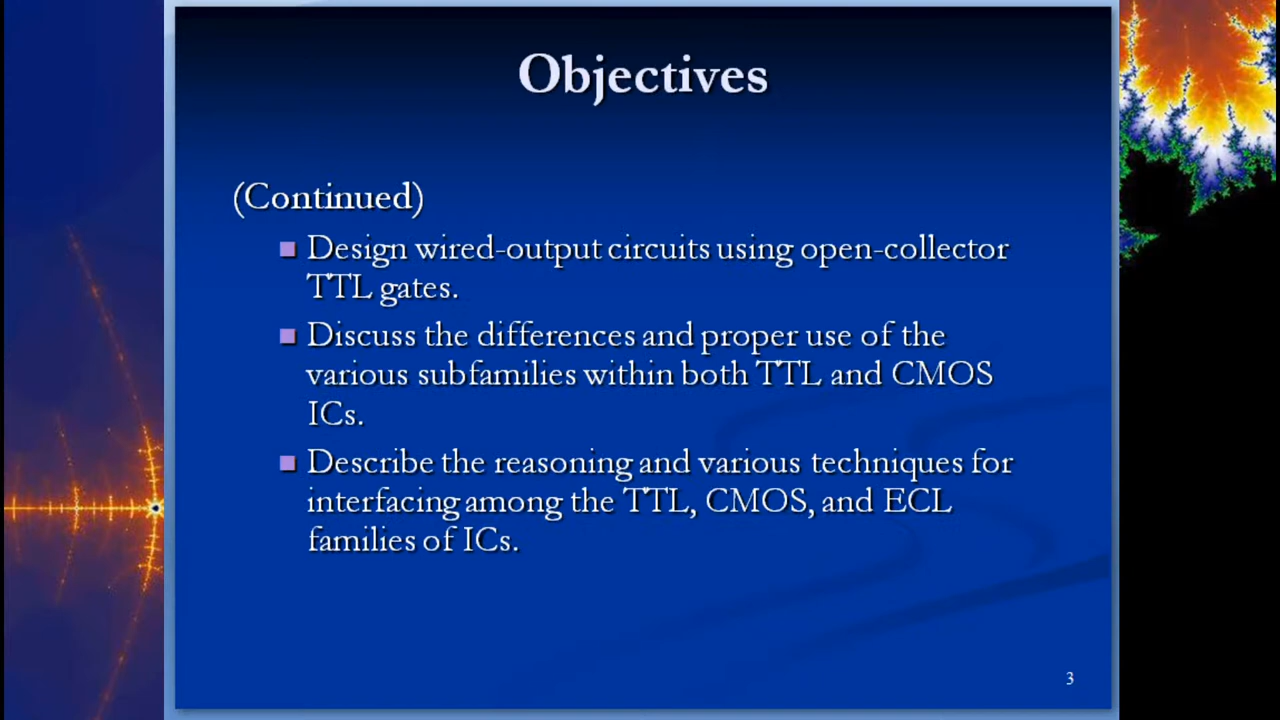 Objectives
(Continued)
Design wired-output circuits using open-collector
TTL gates.
Discuss the differences and proper use of the
various subfamilies within both TTL and CMOS
ICs.
Describe the reasoning and various techniques for
interfacing among the TTL, CMOS, and ECL
families of ICs.
3